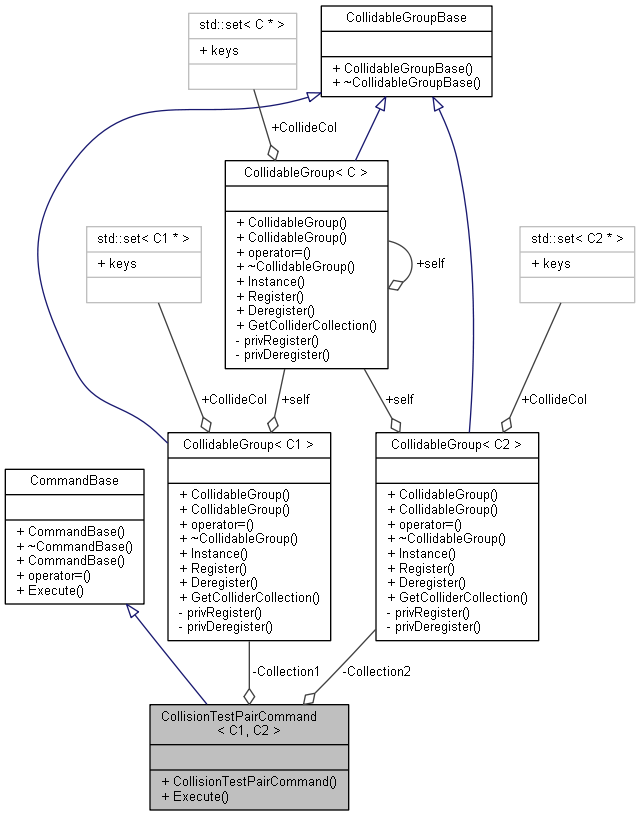 std::set< C * >
+ keys
CollidableGroupBase
+ CollidableGroupBase()
+ ~CollidableGroupBase()
+CollideCol
CollidableGroup< C >
+ CollidableGroup()
+ CollidableGroup()
+ operator=()
+ ~CollidableGroup()
+ Instance()
+ Register()
+ Deregister()
+ GetColliderCollection()
- privRegister()
- privDeregister()
+self
std::set< C1 * >
+ keys
std::set< C2 * >
+ keys
+CollideCol
+self
+self
+CollideCol
CollidableGroup< C1 >
+ CollidableGroup()
+ CollidableGroup()
+ operator=()
+ ~CollidableGroup()
+ Instance()
+ Register()
+ Deregister()
+ GetColliderCollection()
- privRegister()
- privDeregister()
CollidableGroup< C2 >
+ CollidableGroup()
+ CollidableGroup()
+ operator=()
+ ~CollidableGroup()
+ Instance()
+ Register()
+ Deregister()
+ GetColliderCollection()
- privRegister()
- privDeregister()
CommandBase
+ CommandBase()
+ ~CommandBase()
+ CommandBase()
+ operator=()
+ Execute()
-Collection1
-Collection2
CollisionTestPairCommand
< C1, C2 >
+ CollisionTestPairCommand()
+ Execute()